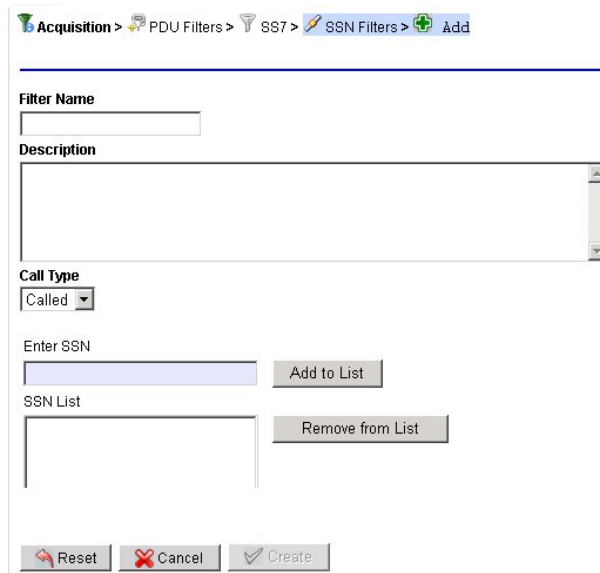 Acquisition > PDU Filters > SS7 > SSN Filters > Add
Filter Name
Description
Call Type
Called
Enter SSN
Add to List
SSN List
Remove from List
Reset Cancel Create